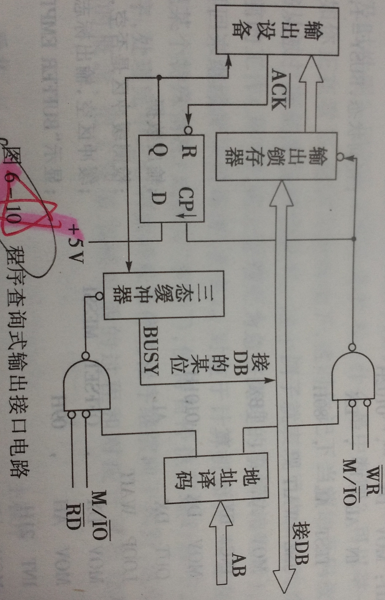 输出设备
ACK
输出锁存器
R
Q
CP
D
+5V
三态缓冲器
BUSY
接DB的某位
WR
M/IO
地址译码
接DB
AB
M/IO
RD
图6-10 程序查询式输出接口电路